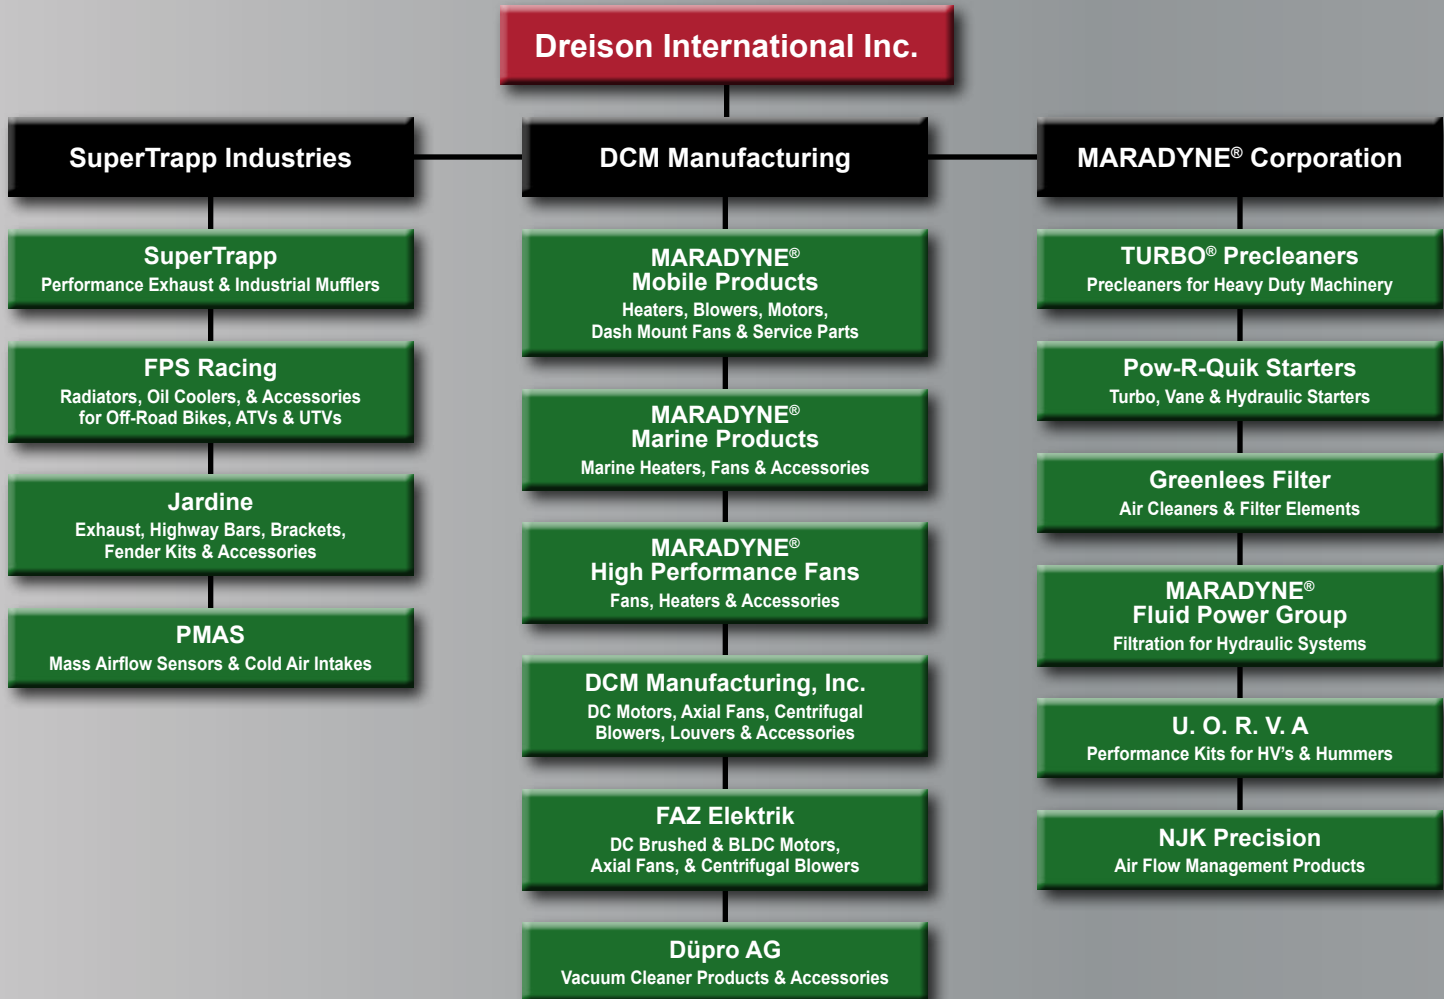 Dreison International Inc.
SuperTrapp Industries
DCM Manufacturing
MARADYNE® Corporation
SuperTrapp
Performance Exhaust & Industrial Mufflers
FPS Racing
Radiators, Oil Coolers, & Accessories
for Off-Road Bikes, ATVs & UTVs
Jardine
Exhaust, Highway Bars, Brackets,
Fender Kits & Accessories
PMAS
Mass Airflow Sensors & Cold Air Intakes
MARADYNE®
Mobile Products
Heaters, Blowers, Motors,
Dash Mount Fans & Service Parts
MARADYNE®
Marine Products
Marine Heaters, Fans & Accessories
MARADYNE®
High Performance Fans
Fans, Heaters & Accessories
DCM Manufacturing, Inc.
DC Motors, Axial Fans, Centrifugal
Blowers, Louvers & Accessories
FAZ Elektrik
DC Brushed & BLDC Motors,
Axial Fans, & Centrifugal Blowers
Düpro AG
Vacuum Cleaner Products & Accessories
TURBO® Precleaners
Precleaners for Heavy Duty Machinery
Pow-R-Quik Starters
Turbo, Vane & Hydraulic Starters
Greenlees Filter
Air Cleaners & Filter Elements
MARADYNE®
Fluid Power Group
Filtration for Hydraulic Systems
U. O. R. V. A
Performance Kits for HV’s & Hummers
NJK Precision
Air Flow Management Products